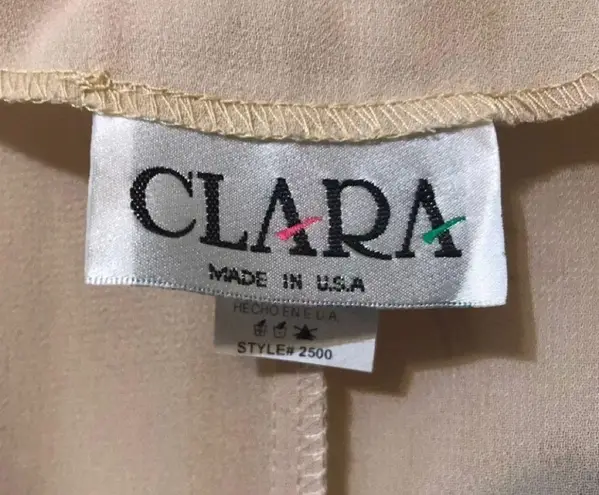 CLARA
MADE IN U.S.A
HECHO EN E.U.A.
STYLE# 2500